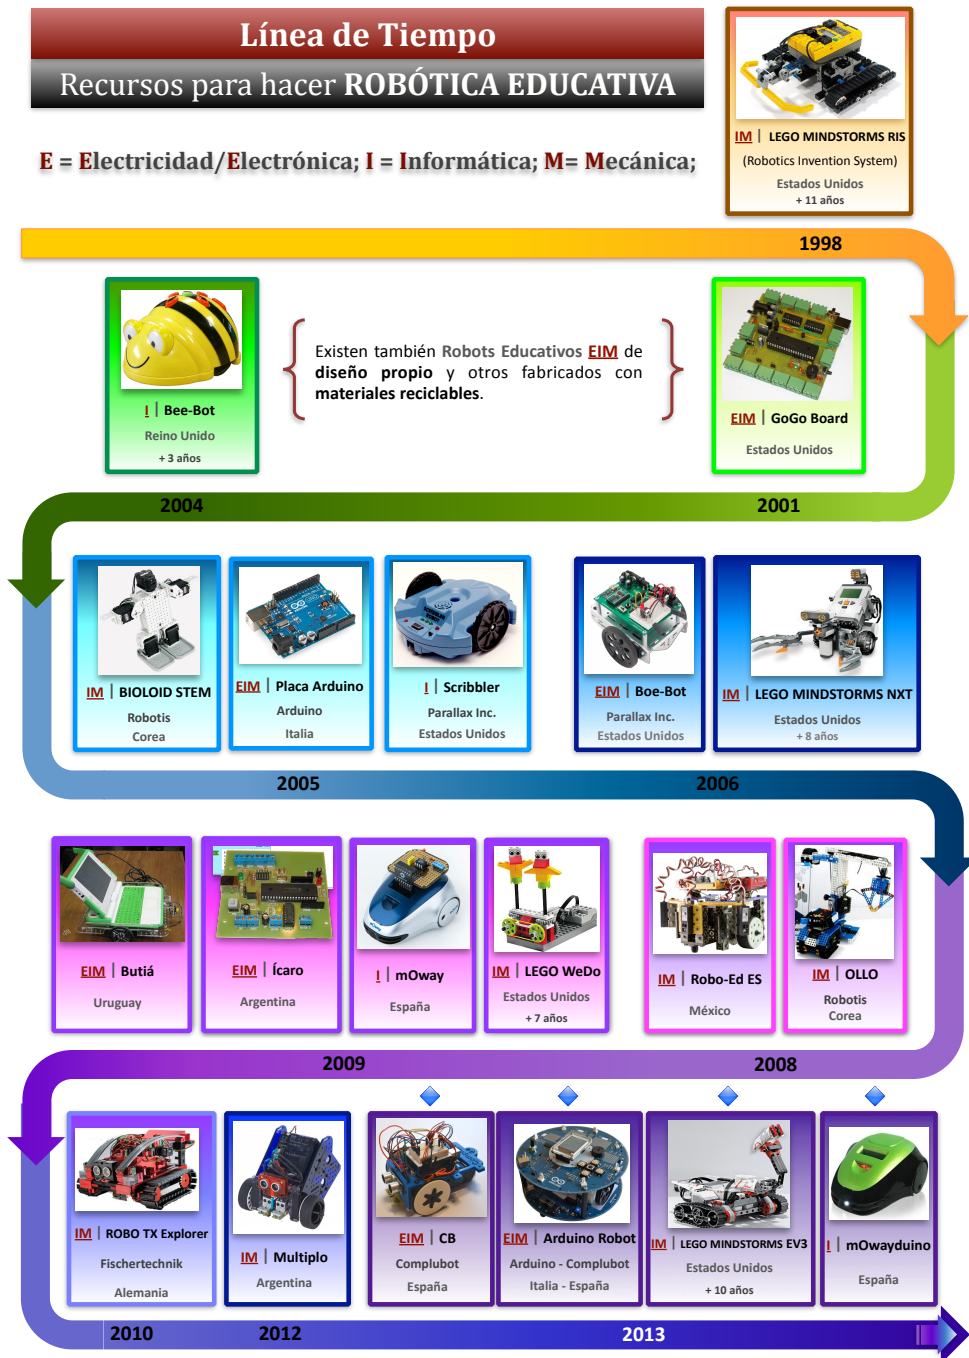 Línea de Tiempo
Recursos para hacer ROBÓTICA EDUCATIVA
E = Electricidad/Electrónica; I = Informática; M= Mecánica;
IM | LEGO MINDSTORMS RIS
(Robotics Invention System)
Estados Unidos
+ 11 años
1998
I | Bee-Bot
Reino Unido
+ 3 años
Existen también Robots Educativos EIM de
diseño propio y otros fabricados con
materiales reciclables.
EIM | GoGo Board
Estados Unidos
2004
2001
IM | BIOLOID STEM
Robotis
Corea
EIM | Placa Arduino
Arduino
Italia
I | Scribbler
Parallax Inc.
Estados Unidos
EIM | Boe-Bot
Parallax Inc.
Estados Unidos
IM | LEGO MINDSTORMS NXT
Estados Unidos
+ 8 años
2005
2006
EIM | Butiá
Uruguay
EIM | Ícaro
Argentina
I | mOway
España
IM | LEGO WeDo
Estados Unidos
+ 7 años
IM | Robo-Ed ES
México
IM | OLLO
Robotis
Corea
2009
2008
IM | ROBO TX Explorer
Fischertechnik
Alemania
IM | Multiplo
Argentina
EIM | CB
Complubot
España
EIM | Arduino Robot
Arduino - Complubot
Italia - España
IM | LEGO MINDSTORMS EV3
Estados Unidos
+ 10 años
I | mOwayduino
España
2010
2012
2013